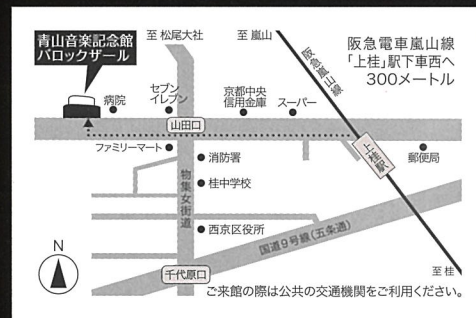 青山音楽記念館
バロックザール
至 松尾大社
至 嵐山
阪急嵐山線
阪急電車嵐山線
「上桂」駅下車西へ
300メートル
病院
セブン
イレブン
京都中央
信用金庫
スーパー
山田口
ファミリーマート
消防署
上桂駅
郵便局
物集女街道
桂中学校
西京区役所
国道9号線(五条通)
N
千代原口
至 桂
ご来館の際は公共の交通機関をご利用ください。